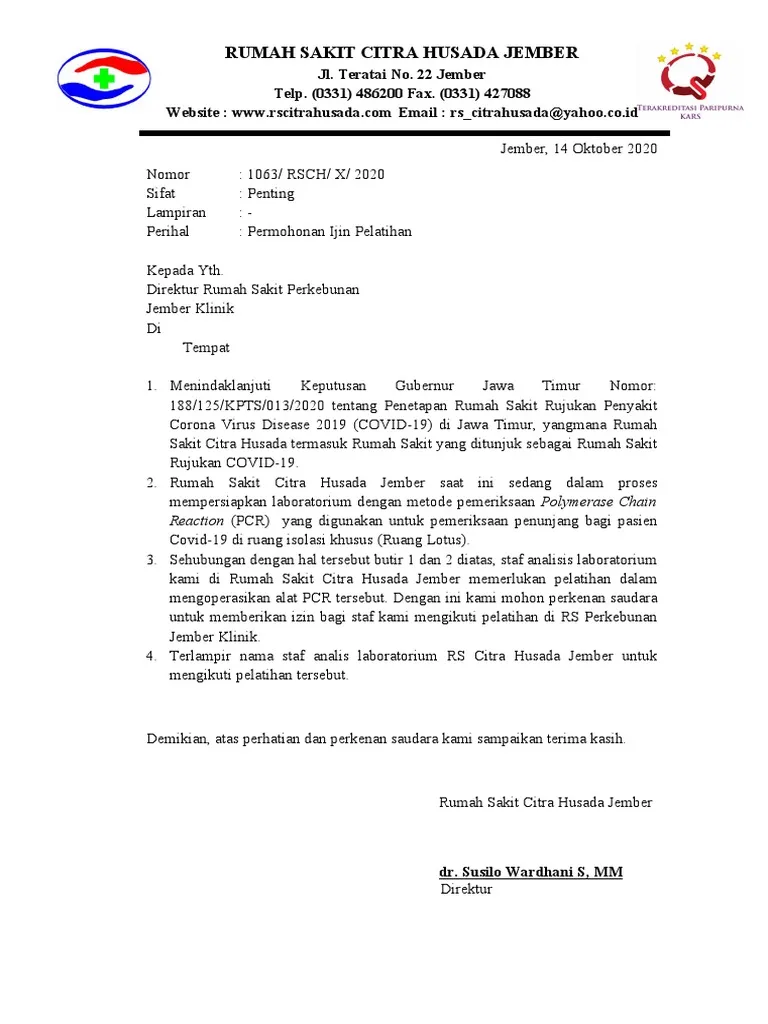 RUMAH SAKIT CITRA HUSADA JEMBER
Jl. Teratai No. 22 Jember
Telp. (0331) 486200 Fax. (0331) 427088
Website : www.rscitrahusada.com Email : rs_citrahusada@yahoo.co.id
TERAKREDITASI PARIPURNA
KARS
Jember, 14 Oktober 2020
Nomor : 1063/ RSCH/ X/ 2020
Sifat : Penting
Lampiran : -
Perihal : Permohonan Ijin Pelatihan
Kepada Yth.
Direktur Rumah Sakit Perkebunan
Jember Klinik
Di
Tempat
1. Menindaklanjuti Keputusan Gubernur Jawa Timur Nomor:
188/125/KPTS/013/2020 tentang Penetapan Rumah Sakit Rujukan Penyakit
Corona Virus Disease 2019 (COVID-19) di Jawa Timur, yangmana Rumah
Sakit Citra Husada termasuk Rumah Sakit yang ditunjuk sebagai Rumah Sakit
Rujukan COVID-19.
2. Rumah Sakit Citra Husada Jember saat ini sedang dalam proses
mempersiapkan laboratorium dengan metode pemeriksaan Polymerase Chain
Reaction (PCR) yang digunakan untuk pemeriksaan penunjang bagi pasien
Covid-19 di ruang isolasi khusus (Ruang Lotus).
3. Sehubungan dengan hal tersebut butir 1 dan 2 diatas, staf analisis laboratorium
kami di Rumah Sakit Citra Husada Jember memerlukan pelatihan dalam
mengoperasikan alat PCR tersebut. Dengan ini kami mohon perkenan saudara
untuk memberikan izin bagi staf kami mengikuti pelatihan di RS Perkebunan
Jember Klinik.
4. Terlampir nama staf analis laboratorium RS Citra Husada Jember untuk
mengikuti pelatihan tersebut.
Demikian, atas perhatian dan perkenan saudara kami sampaikan terima kasih.
Rumah Sakit Citra Husada Jember
dr. Susilo Wardhani S, MM
Direktur